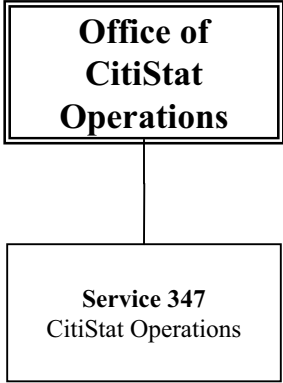 Office of
CitiStat
Operations
Service 347
CitiStat Operations